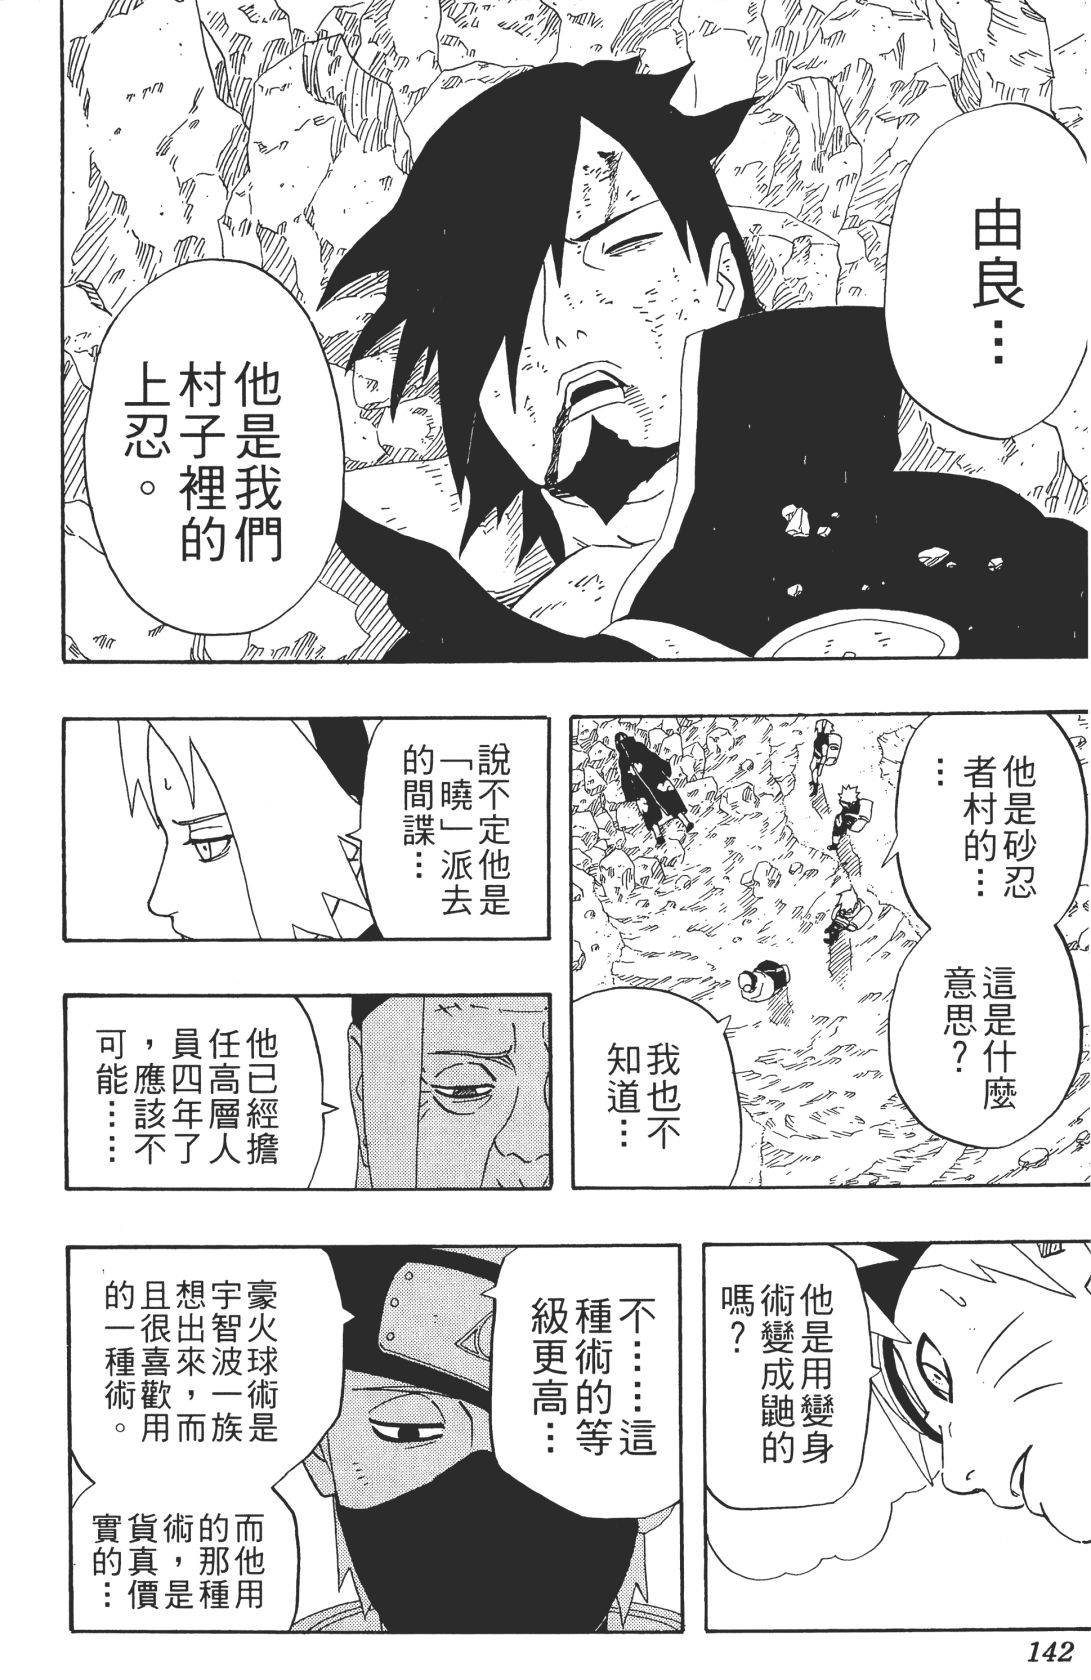 由良⋯
他是我們
村子裡的
上忍。
他是砂忍
者村的⋯
⋯
這是什麼
意思？
我也不
知道⋯
說不定他是
「曉」派去
的間諜⋯
他已經擔
任高層人
員四年了
，應該不
可能⋯⋯
他是用變身
術變成鼬的
嗎？
不⋯⋯這
種術的等
級更高⋯
豪火球術是
宇智波一族
想出來，而
且很喜歡用
的一種術。
而他用
的那種
術，是
貨真價
實的⋯
142